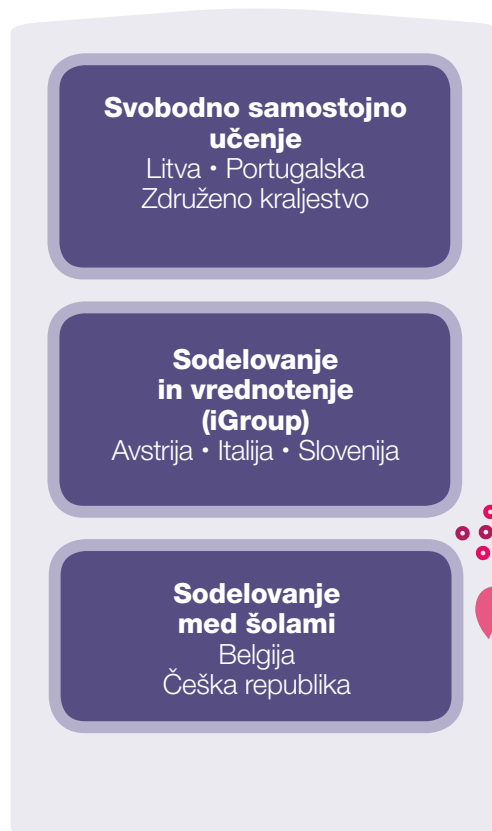 Svobodno samostojno
učenje
Litva • Portugalska
Združeno kraljestvo
Sodelovanje
in vrednotenje
(iGroup)
Avstrija • Italija • Slovenija
Sodelovanje
med šolami
Belgija
Češka republika